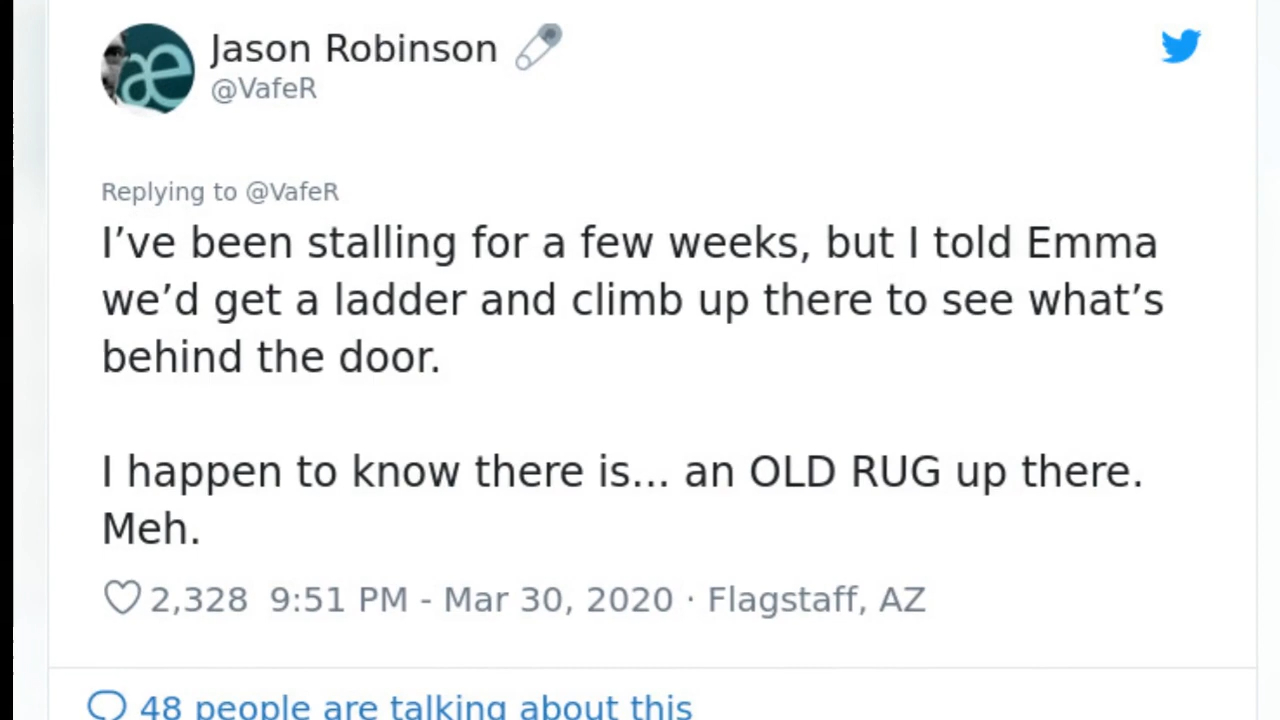 Jason Robinson 🧷
@VafeR
Replying to @VafeR
I’ve been stalling for a few weeks, but I told Emma
we’d get a ladder and climb up there to see what’s
behind the door.
I happen to know there is... an OLD RUG up there.
Meh.
2,328 9:51 PM - Mar 30, 2020 · Flagstaff, AZ
48 people are talking about this